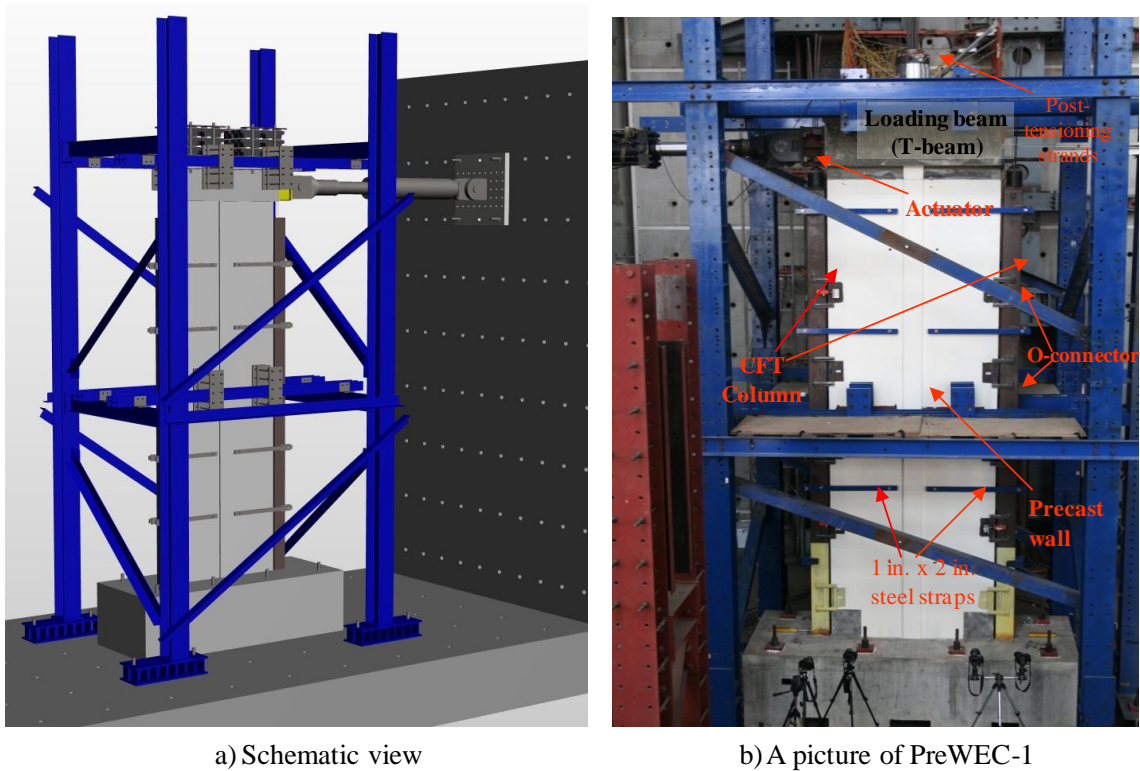 Loading beam
(T-beam)
Post-
tensioning
strands
Actuator
CFT
Column
O-connector
Precast
wall
1 in. x 2 in.
steel straps
a) Schematic view
b) A picture of PreWEC-1